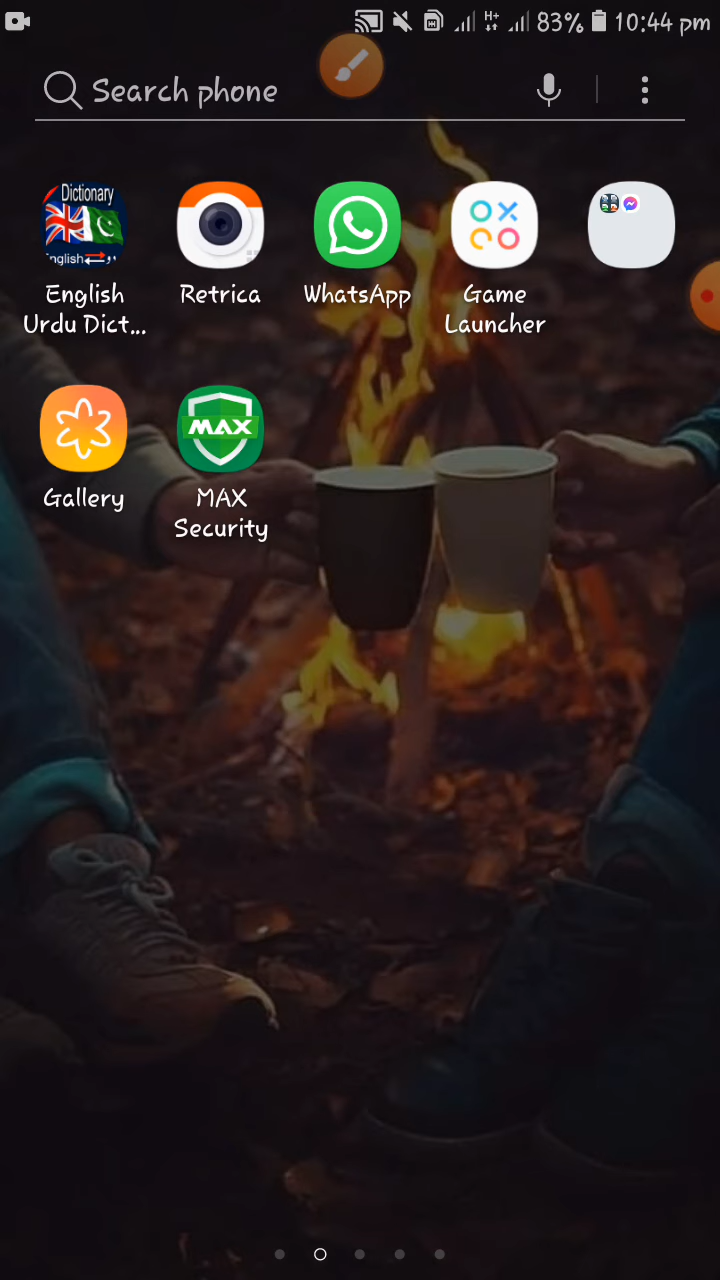 H+ 83% 10:44 pm
Search phone
Dictionary
English
English Urdu Dict...
Retrica
WhatsApp
Game Launcher
Gallery
MAX
MAX Security